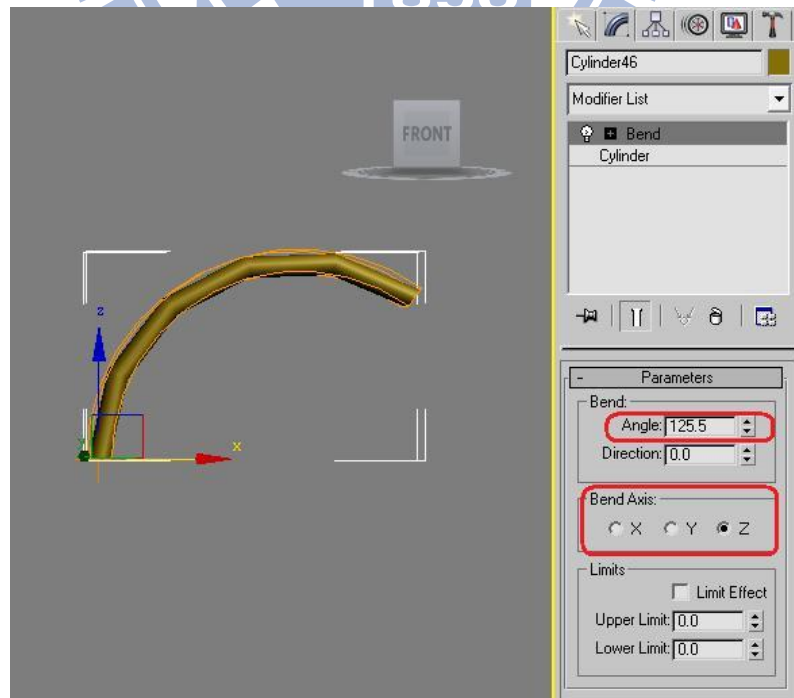 Cylinder46
Modifier List
Bend
Cylinder
FRONT
z
x
Parameters
Bend:
Angle: 125.5
Direction: 0.0
Bend Axis:
X Y Z
Limits
Limit Effect
Upper Limit: 0.0
Lower Limit: 0.0